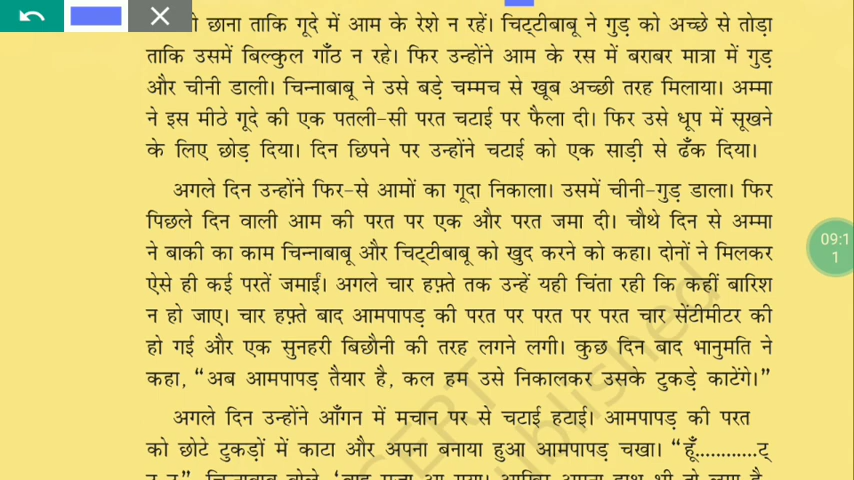 छाना ताकि गूदे में आम के रेशे न रहें। चिट्टीबाबू ने गुड़ को अच्छे से तोड़ा
ताकि उसमें बिल्कुल गाँठ न रहे। फिर उन्होंने आम के रस में बराबर मात्रा में गुड़
और चीनी डाली। चिन्नाबाबू ने उसे बड़े चम्मच से खूब अच्छी तरह मिलाया। अम्मा
ने इस मीठे गूदे की एक पतली-सी परत चटाई पर फैला दी। फिर उसे धूप में सूखने
के लिए छोड़ दिया। दिन छिपने पर उन्होंने चटाई को एक साड़ी से ढँक दिया।
अगले दिन उन्होंने फिर-से आमों का गूदा निकाला। उसमें चीनी-गुड़ डाला। फिर
पिछले दिन वाली आम की परत पर एक और परत जमा दी। चौथे दिन से अम्मा
ने बाकी का काम चिन्नाबाबू और चिट्टीबाबू को खुद करने को कहा। दोनों ने मिलकर
ऐसे ही कई परतें जमाईं। अगले चार हफ़्ते तक उन्हें यही चिंता रही कि कहीं बारिश
न हो जाए। चार हफ़्ते बाद आमपापड़ की परत पर परत पर परत चार सेंटीमीटर की
हो गई और एक सुनहरी बिछौनी की तरह लगने लगी। कुछ दिन बाद भानुमति ने
कहा, “अब आमपापड़ तैयार है, कल हम उसे निकालकर उसके टुकड़े काटेंगे।”
अगले दिन उन्होंने आँगन में मचान पर से चटाई हटाई। आमपापड़ की परत
को छोटे टुकड़ों में काटा और अपना बनाया हुआ आमपापड़ चखा। “हूँ............ट्
09:1
1